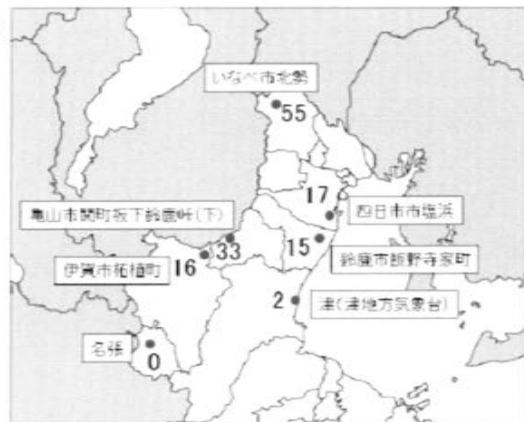 いなべ市北勢
55
17
四日市市塩浜
亀山市関町坂下鈴鹿峠(下)
33
15
鈴鹿市飯野寺家町
伊賀市柘植町
16
2
津(津地方気象台)
名張
0